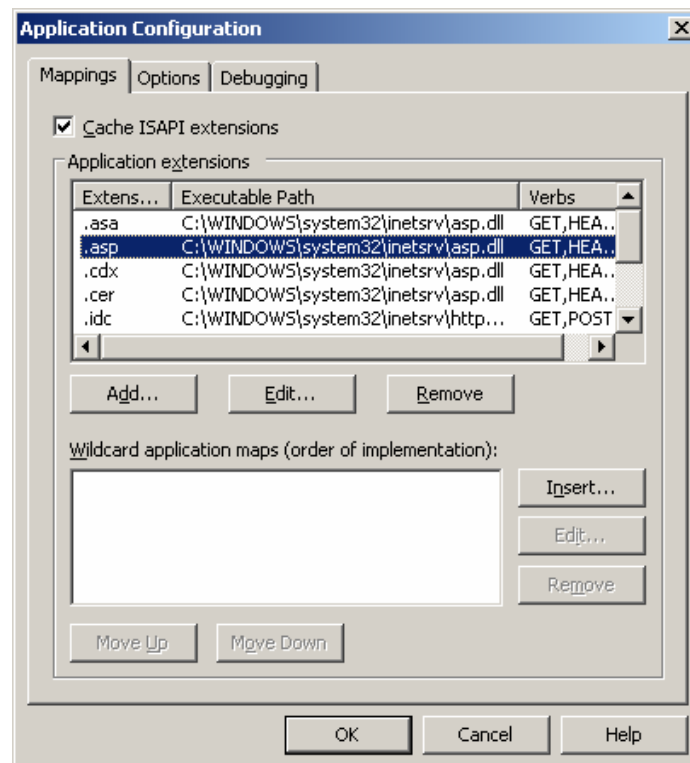 Application Configuration
Mappings Options Debugging
Cache ISAPI extensions
Application extensions
Extens... Executable Path Verbs
.asa C:\WINDOWS\system32\inetsrv\asp.dll GET,HEA..
.asp C:\WINDOWS\system32\inetsrv\asp.dll GET,HEA..
.cdx C:\WINDOWS\system32\inetsrv\asp.dll GET,HEA..
.cer C:\WINDOWS\system32\inetsrv\asp.dll GET,HEA..
.idc C:\WINDOWS\system32\inetsrv\http... GET,POST
Add... Edit... Remove
Wildcard application maps (order of implementation):
Insert...
Edit...
Remove
Move Up Move Down
OK Cancel Help